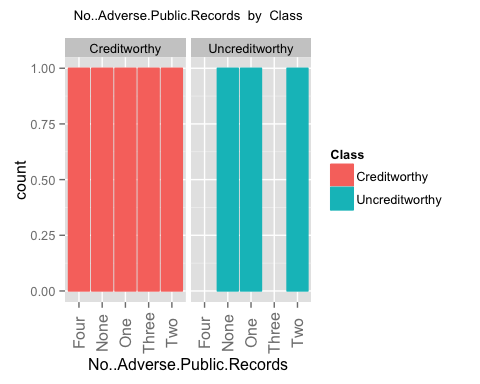 No..Adverse.Public.Records by Class
Creditworthy Uncreditworthy
1.00
0.75
0.50
0.25
0.00
count
Four None One Three Two Four None One Three Two
No..Adverse.Public.Records
Class
Creditworthy
Uncreditworthy